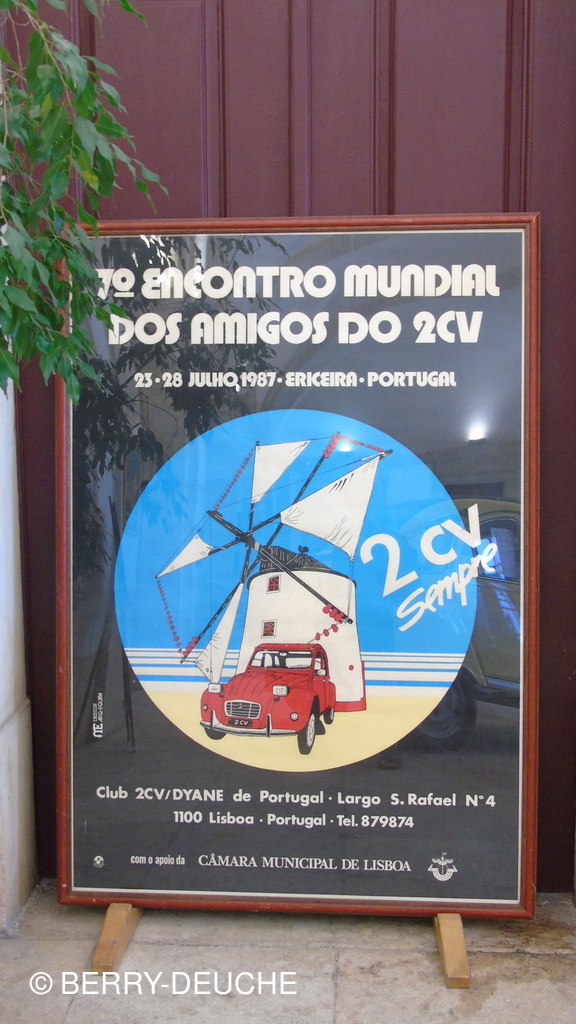 7º ENCONTRO MUNDIAL
DOS AMIGOS DO 2CV
23·28 JULHO,1987·ERICEIRA·PORTUGAL
2 CV
Sempre
2 CV
Club 2CV/DYANE de Portugal · Largo S. Rafael N°4
1100 Lisboa · Portugal · Tel. 879874
com o apoio da CÂMARA MUNICIPAL DE LISBOA
© BERRY-DEUCHE